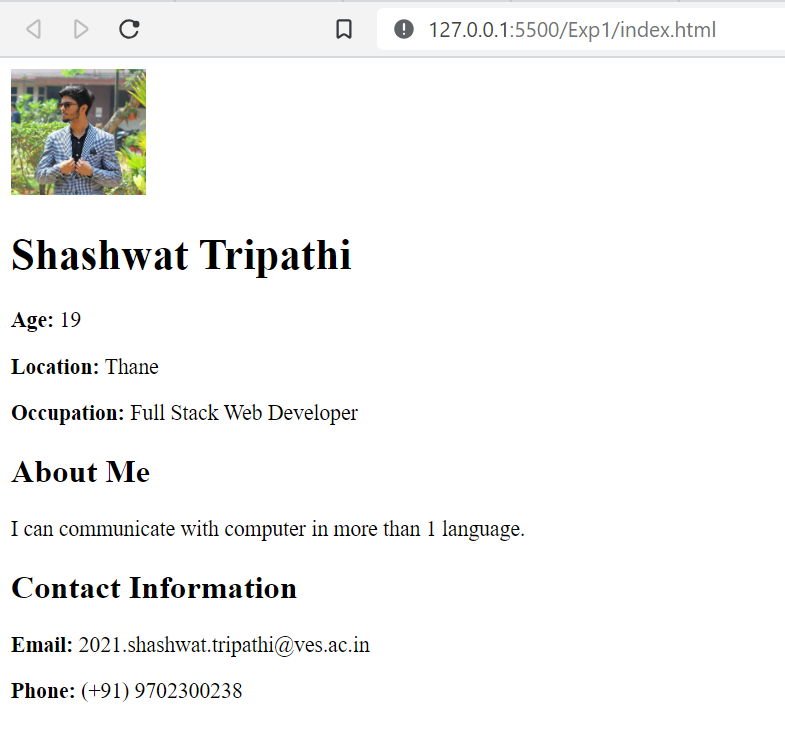 127.0.0.1:5500/Exp1/index.html
Shashwat Tripathi
Age: 19
Location: Thane
Occupation: Full Stack Web Developer
About Me
I can communicate with computer in more than 1 language.
Contact Information
Email: 2021.shashwat.tripathi@ves.ac.in
Phone: (+91) 9702300238